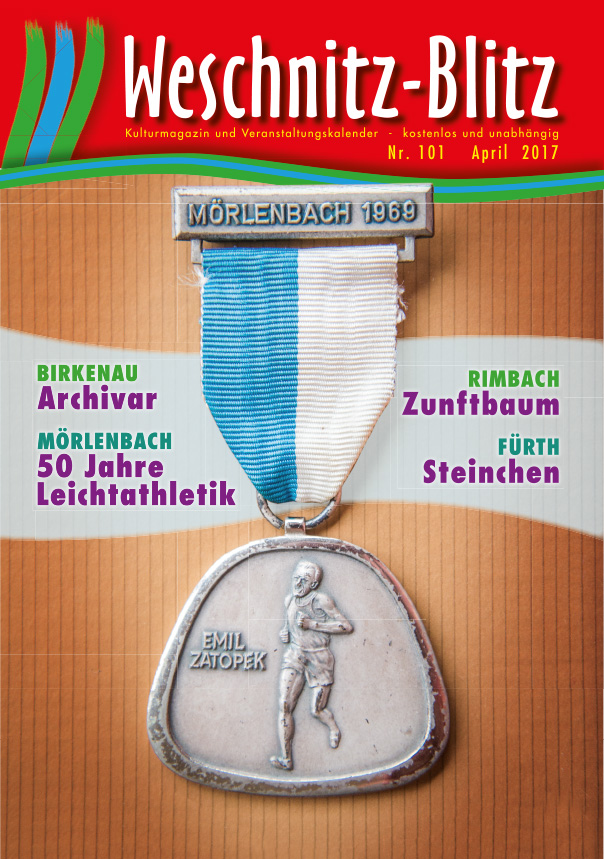 Weschnitz-Blitz
Kulturmagazin und Veranstaltungskalender - kostenlos und unabhängig
Nr. 101 April 2017
MÖRLENBACH 1969
BIRKENAU
Archivar
MÖRLENBACH
50 Jahre
Leichtathletik
RIMBACH
Zunftbaum
FÜRTH
Steinchen
EMIL
ZATOPEK